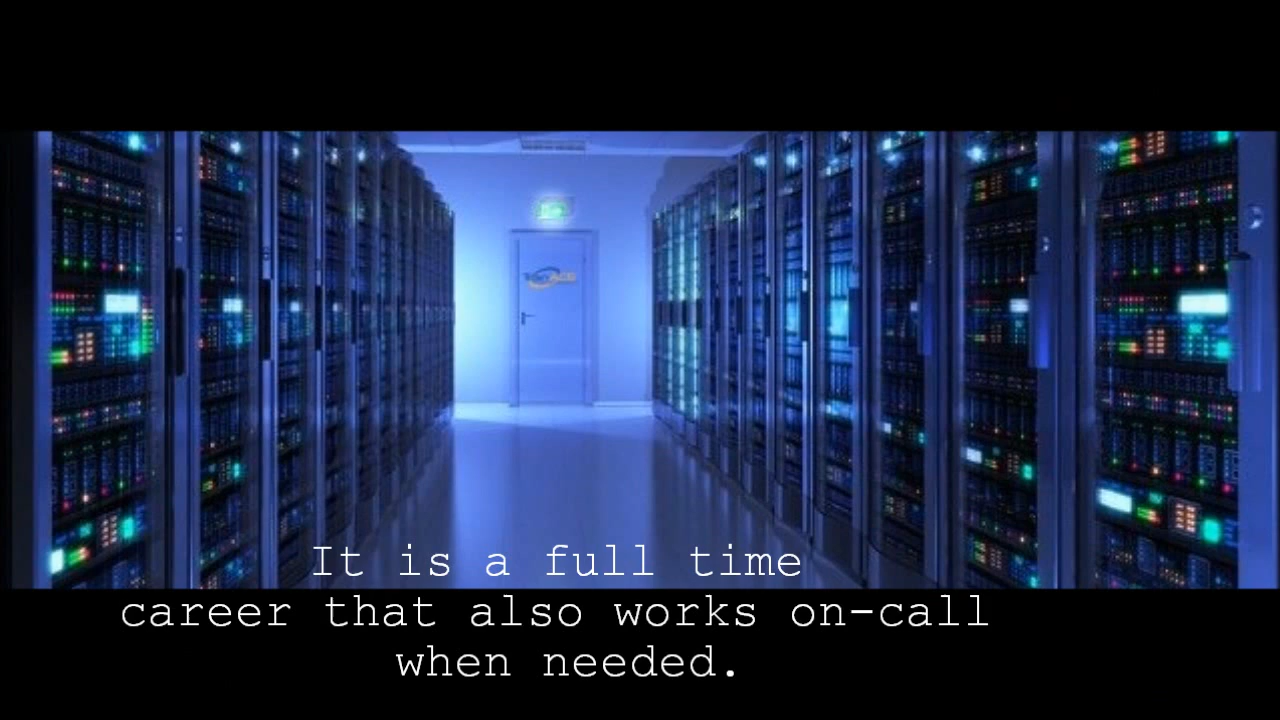 It is a full time
career that also works on-call
when needed.